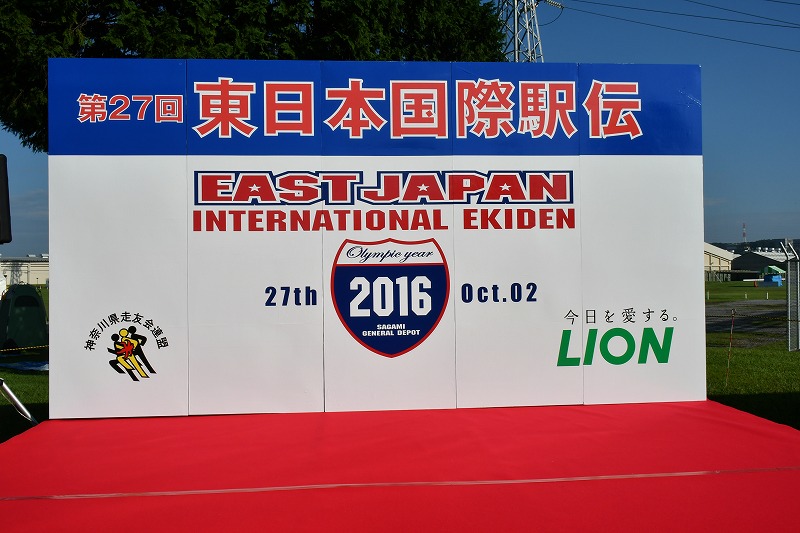 第27回 東日本国際駅伝
EAST JAPAN
INTERNATIONAL EKIDEN
Olympic year
27th 2016 Oct.02
SAGAMI
GENERAL DEPOT
神奈川県走友会連盟
今日を愛する。
LION